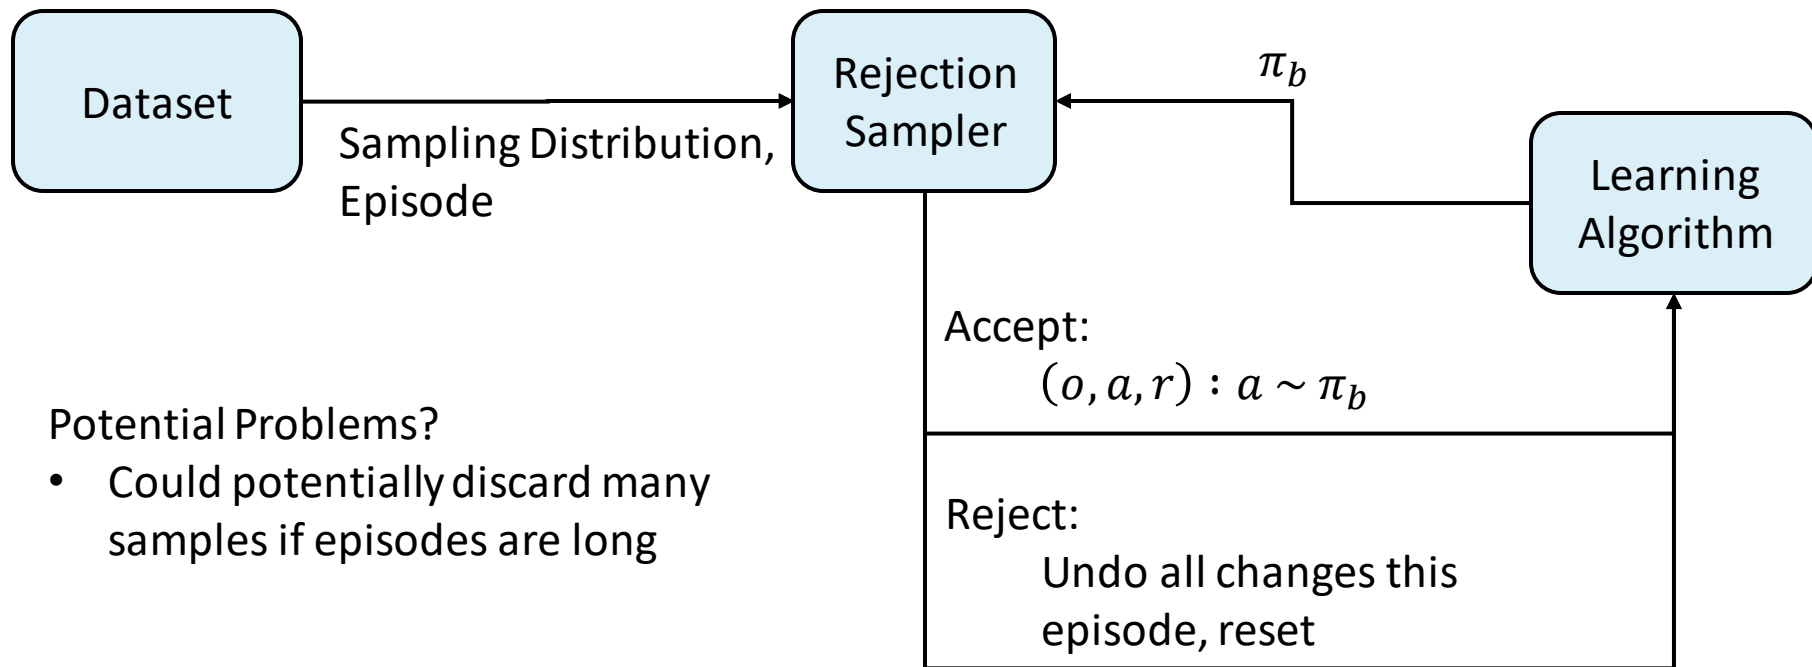 Dataset
Sampling Distribution,
Episode
Rejection
Sampler
π_b
Learning
Algorithm
Accept:
(o, a, r) : a ~ π_b
Potential Problems?
• Could potentially discard many
samples if episodes are long
Reject:
Undo all changes this
episode, reset